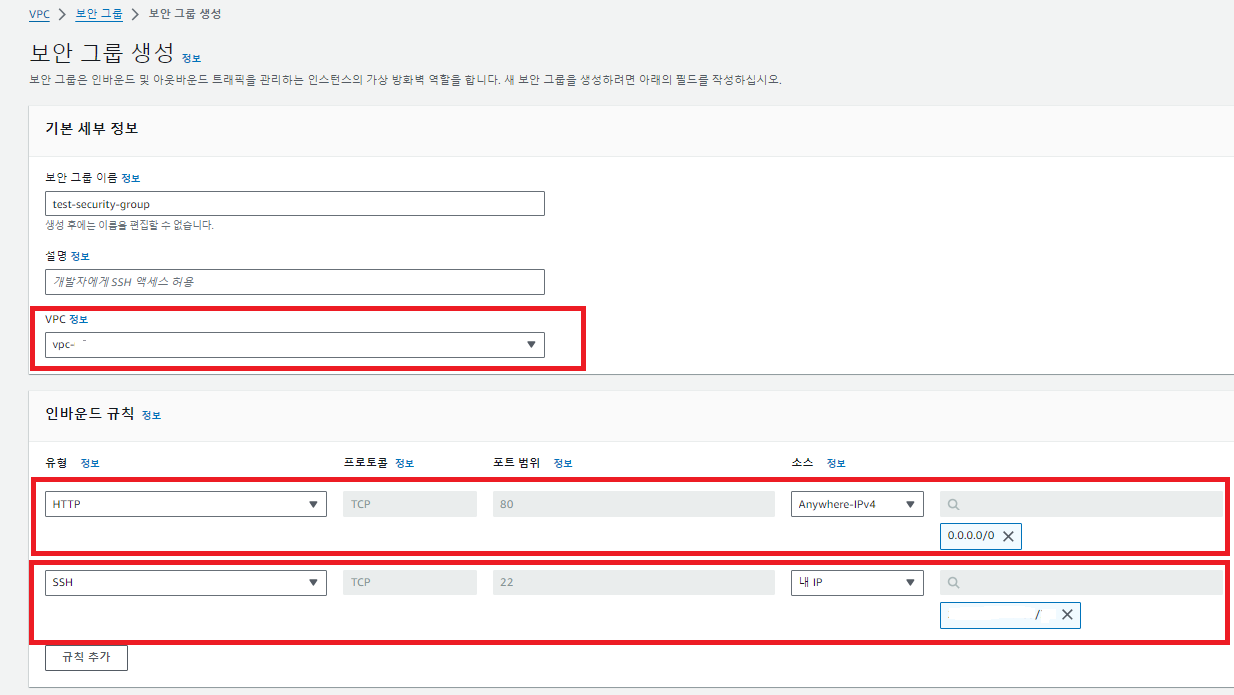 VPC > 보안 그룹 > 보안 그룹 생성
보안 그룹 생성 정보
보안 그룹은 인바운드 및 아웃바운드 트래픽을 관리하는 인스턴스의 가상 방화벽 역할을 합니다. 새 보안 그룹을 생성하려면 아래의 필드를 작성하십시오.
기본 세부 정보
보안 그룹 이름 정보
test-security-group
생성 후에는 이름을 편집할 수 없습니다.
설명 정보
개발자에게 SSH 액세스 허용
VPC 정보
vpc-
인바운드 규칙 정보
유형 정보 프로토콜 정보 포트 범위 정보 소스 정보
HTTP TCP 80 Anywhere-IPv4
0.0.0.0/0
SSH TCP 22 내 IP
/
규칙 추가